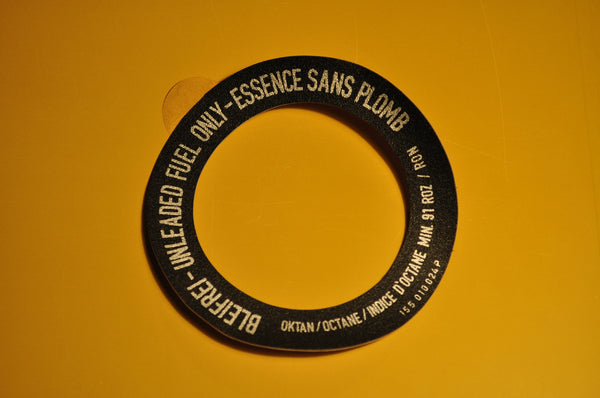 BLEIFREI - UNLEADED FUEL ONLY - ESSENCE SANS PLOMB
OKTAN / OCTANE / INDICE D'OCTANE MIN. 91 ROZ / RON
155 010 024 P